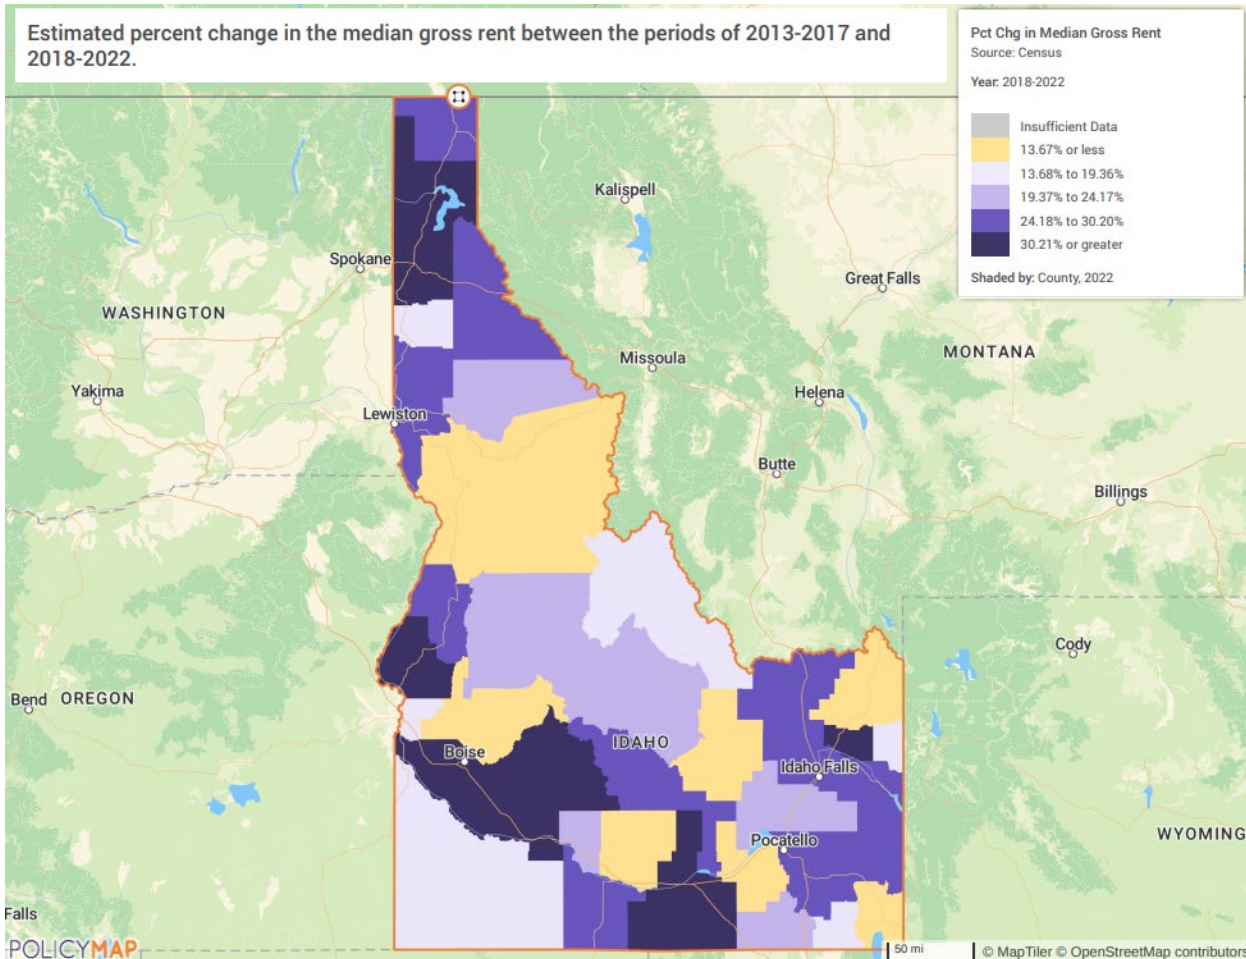 Estimated percent change in the median gross rent between the periods of 2013-2017 and
2018-2022.
Pct Chg in Median Gross Rent
Source: Census
Year: 2018-2022
Insufficient Data
13.67% or less
13.68% to 19.36%
19.37% to 24.17%
24.18% to 30.20%
30.21% or greater
Shaded by: County, 2022
Kalispell
Spokane
Great Falls
WASHINGTON
MONTANA
Missoula
Yakima
Helena
Lewiston
Butte
Billings
Cody
Bend
OREGON
IDAHO
Boise
Idaho Falls
WYOMING
Pocatello
Falls
POLICYMAP
50 mi
© MapTiler © OpenStreetMap contributors